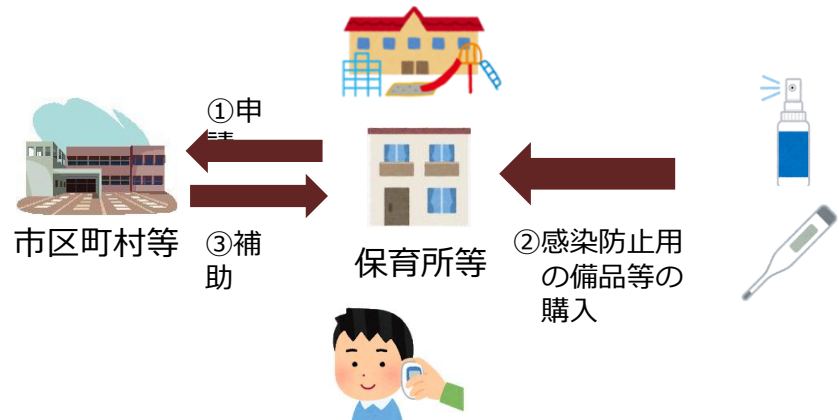 ①申
請
市区町村等
③補
助
保育所等
②感染防止用
の備品等の
購入